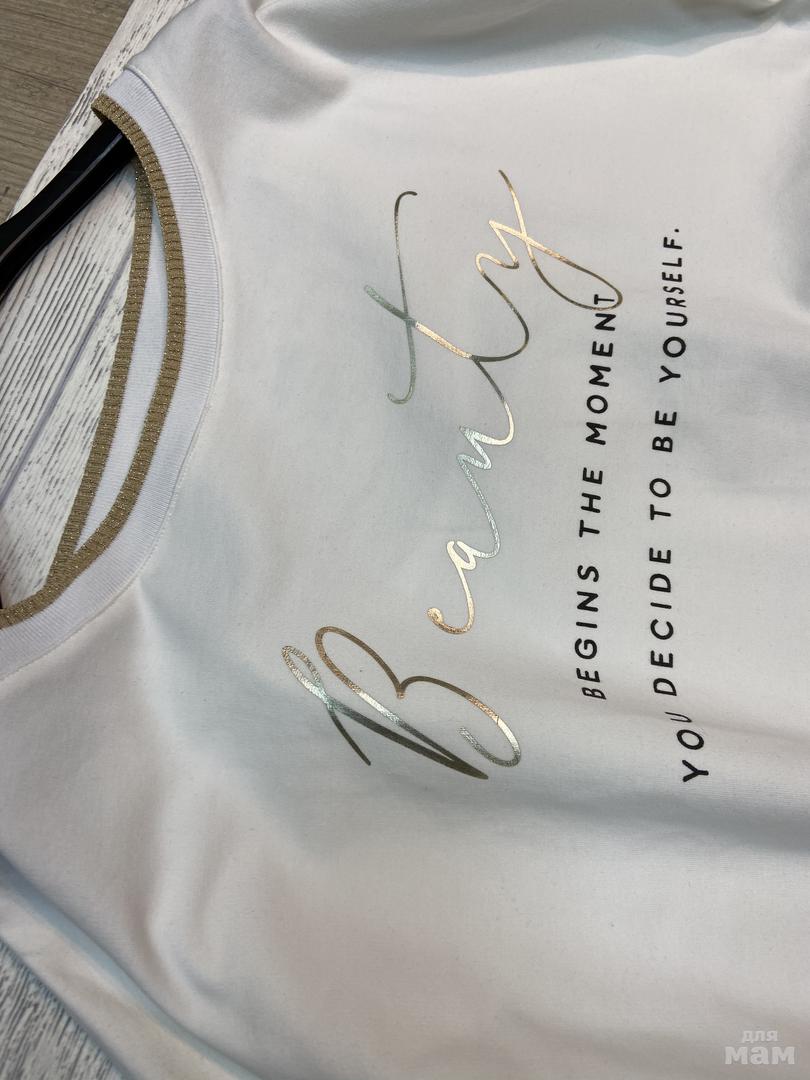 Beauty
BEGINS THE MOMENT
YOU DECIDE TO BE YOURSELF.
для
мам